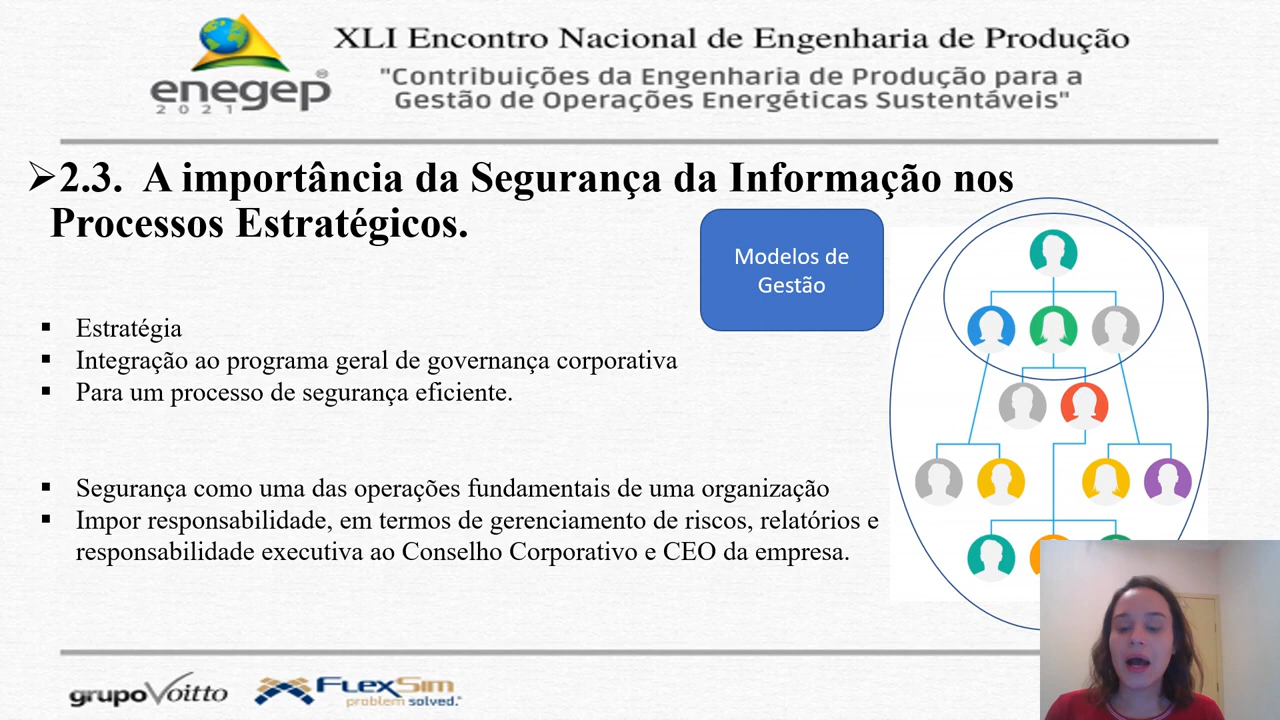 enegep®
2021
XLI Encontro Nacional de Engenharia de Produção
"Contribuições da Engenharia de Produção para a
Gestão de Operações Energéticas Sustentáveis"
➢2.3. A importância da Segurança da Informação nos
Processos Estratégicos.
Modelos de
Gestão
▪ Estratégia
▪ Integração ao programa geral de governança corporativa
▪ Para um processo de segurança eficiente.
▪ Segurança como uma das operações fundamentais de uma organização
▪ Impor responsabilidade, em termos de gerenciamento de riscos, relatórios e
responsabilidade executiva ao Conselho Corporativo e CEO da empresa.
grupoVoitto
FlexSim
problem solved.®